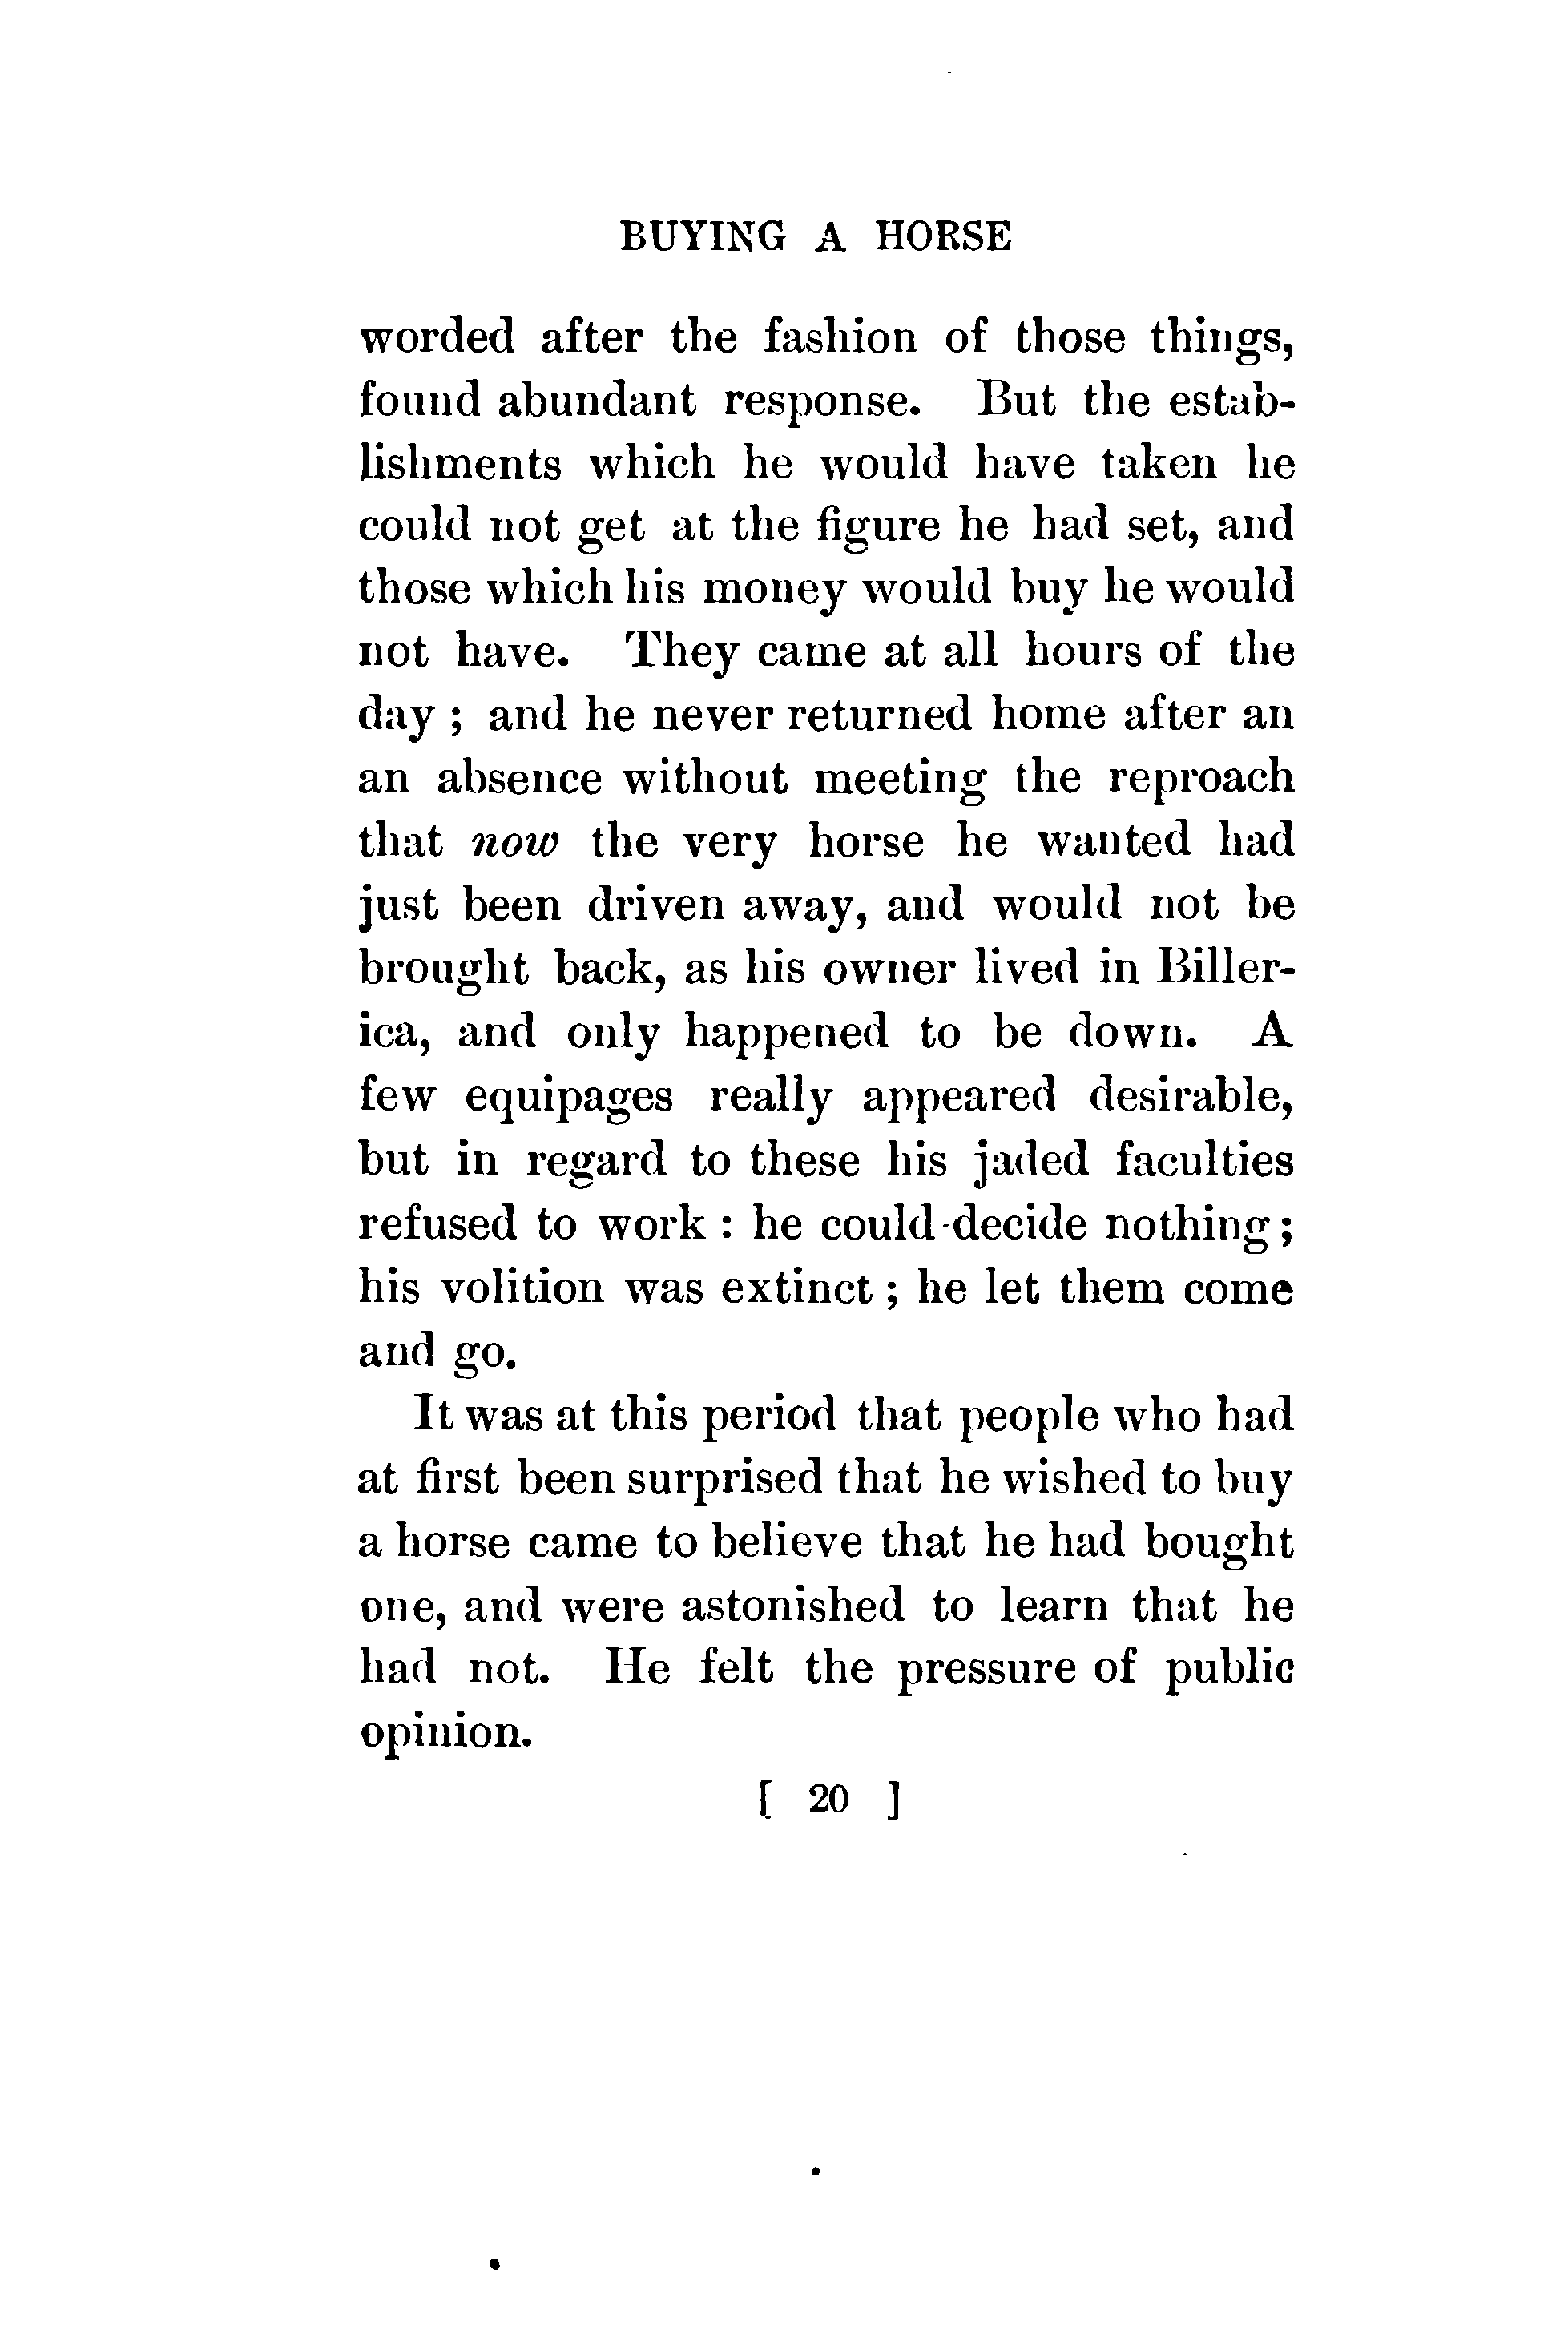 BUYING A HORSE
worded after the fashion of those things,
found abundant response. But the estab-
lishments which he would have taken he
could not get at the figure he had set, and
those which his money would buy he would
not have. They came at all hours of the
day ; and he never returned home after an
an absence without meeting the reproach
that now the very horse he wanted had
just been driven away, and would not be
brought back, as his owner lived in Biller-
ica, and only happened to be down. A
few equipages really appeared desirable,
but in regard to these his jaded faculties
refused to work : he could decide nothing ;
his volition was extinct ; he let them come
and go.
It was at this period that people who had
at first been surprised that he wished to buy
a horse came to believe that he had bought
one, and were astonished to learn that he
had not. He felt the pressure of public
opinion.
[ 20 ]